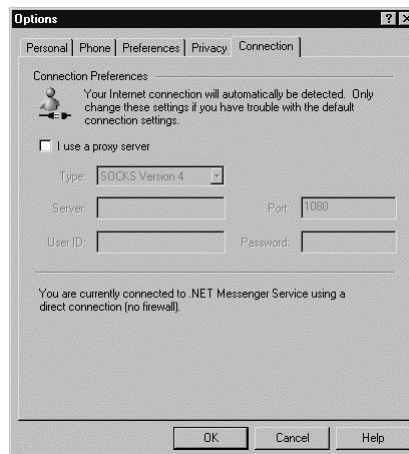 Options
Personal Phone Preferences Privacy Connection
Connection Preferences
Your Internet connection will automatically be detected. Only
change these settings if you have trouble with the default
connection settings.
I use a proxy server
Type: SOCKS Version 4
Server: Port: 1080
User ID: Password:
You are currently connected to .NET Messenger Service using a
direct connection (no firewall).
OK Cancel Help